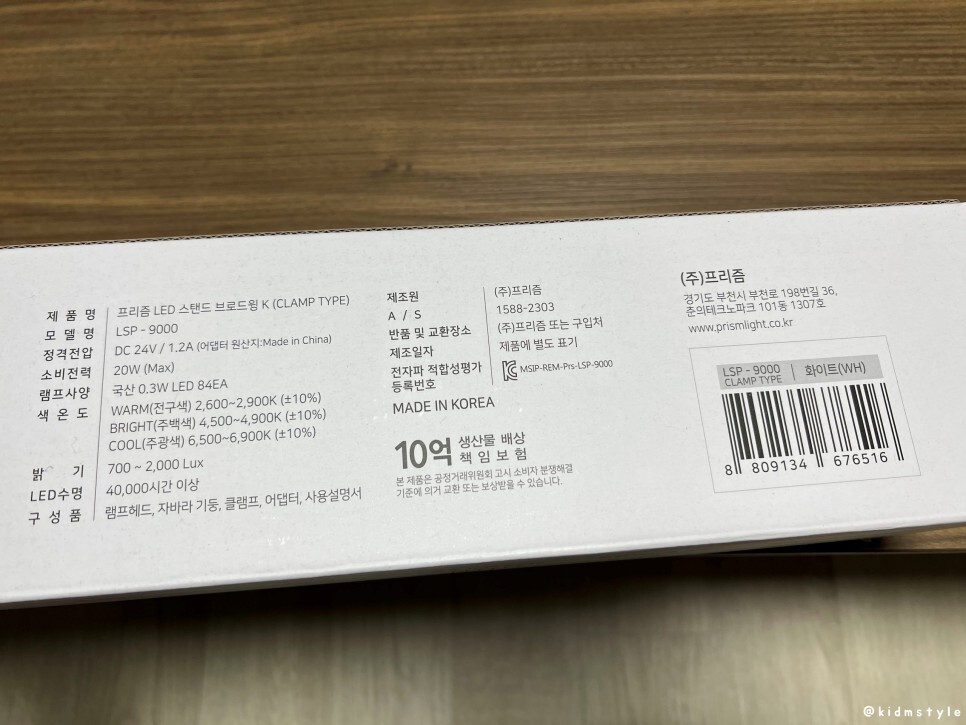 제 품 명 프리즘 LED 스탠드 브로드윙 K (CLAMP TYPE)
모 델 명 LSP - 9000
정격전압 DC 24V / 1.2A (어댑터 원산지:Made in China)
소비전력 20W (Max)
램프사양 국산 0.3W LED 84EA
색 온 도 WARM(전구색) 2,600~2,900K (±10%)
BRIGHT(주백색) 4,500~4,900K (±10%)
COOL(주광색) 6,500~6,900K (±10%)
밝 기 700 ~ 2,000 Lux
LED수명 40,000시간 이상
구 성 품 램프헤드, 자바라 기둥, 클램프, 어댑터, 사용설명서
제조원 (주)프리즘
A / S 1588-2303
반품 및 교환장소 (주)프리즘 또는 구입처
제조일자 제품에 별도 표기
전자파 적합성평가 MSIP-REM-Prs-LSP-9000
등록번호
MADE IN KOREA
10억 생산물 배상
책 임 보 험
본 제품은 공정거래위원회 고시 소비자 분쟁해결
기준에 의거 교환 또는 보상받을 수 있습니다.
(주)프리즘
경기도 부천시 부천로 198번길 36,
춘의테크노파크 101동 1307호
www.prismlight.co.kr
LSP - 9000 | 화이트(WH)
CLAMP TYPE
8 809134 676516
@kidmstyle